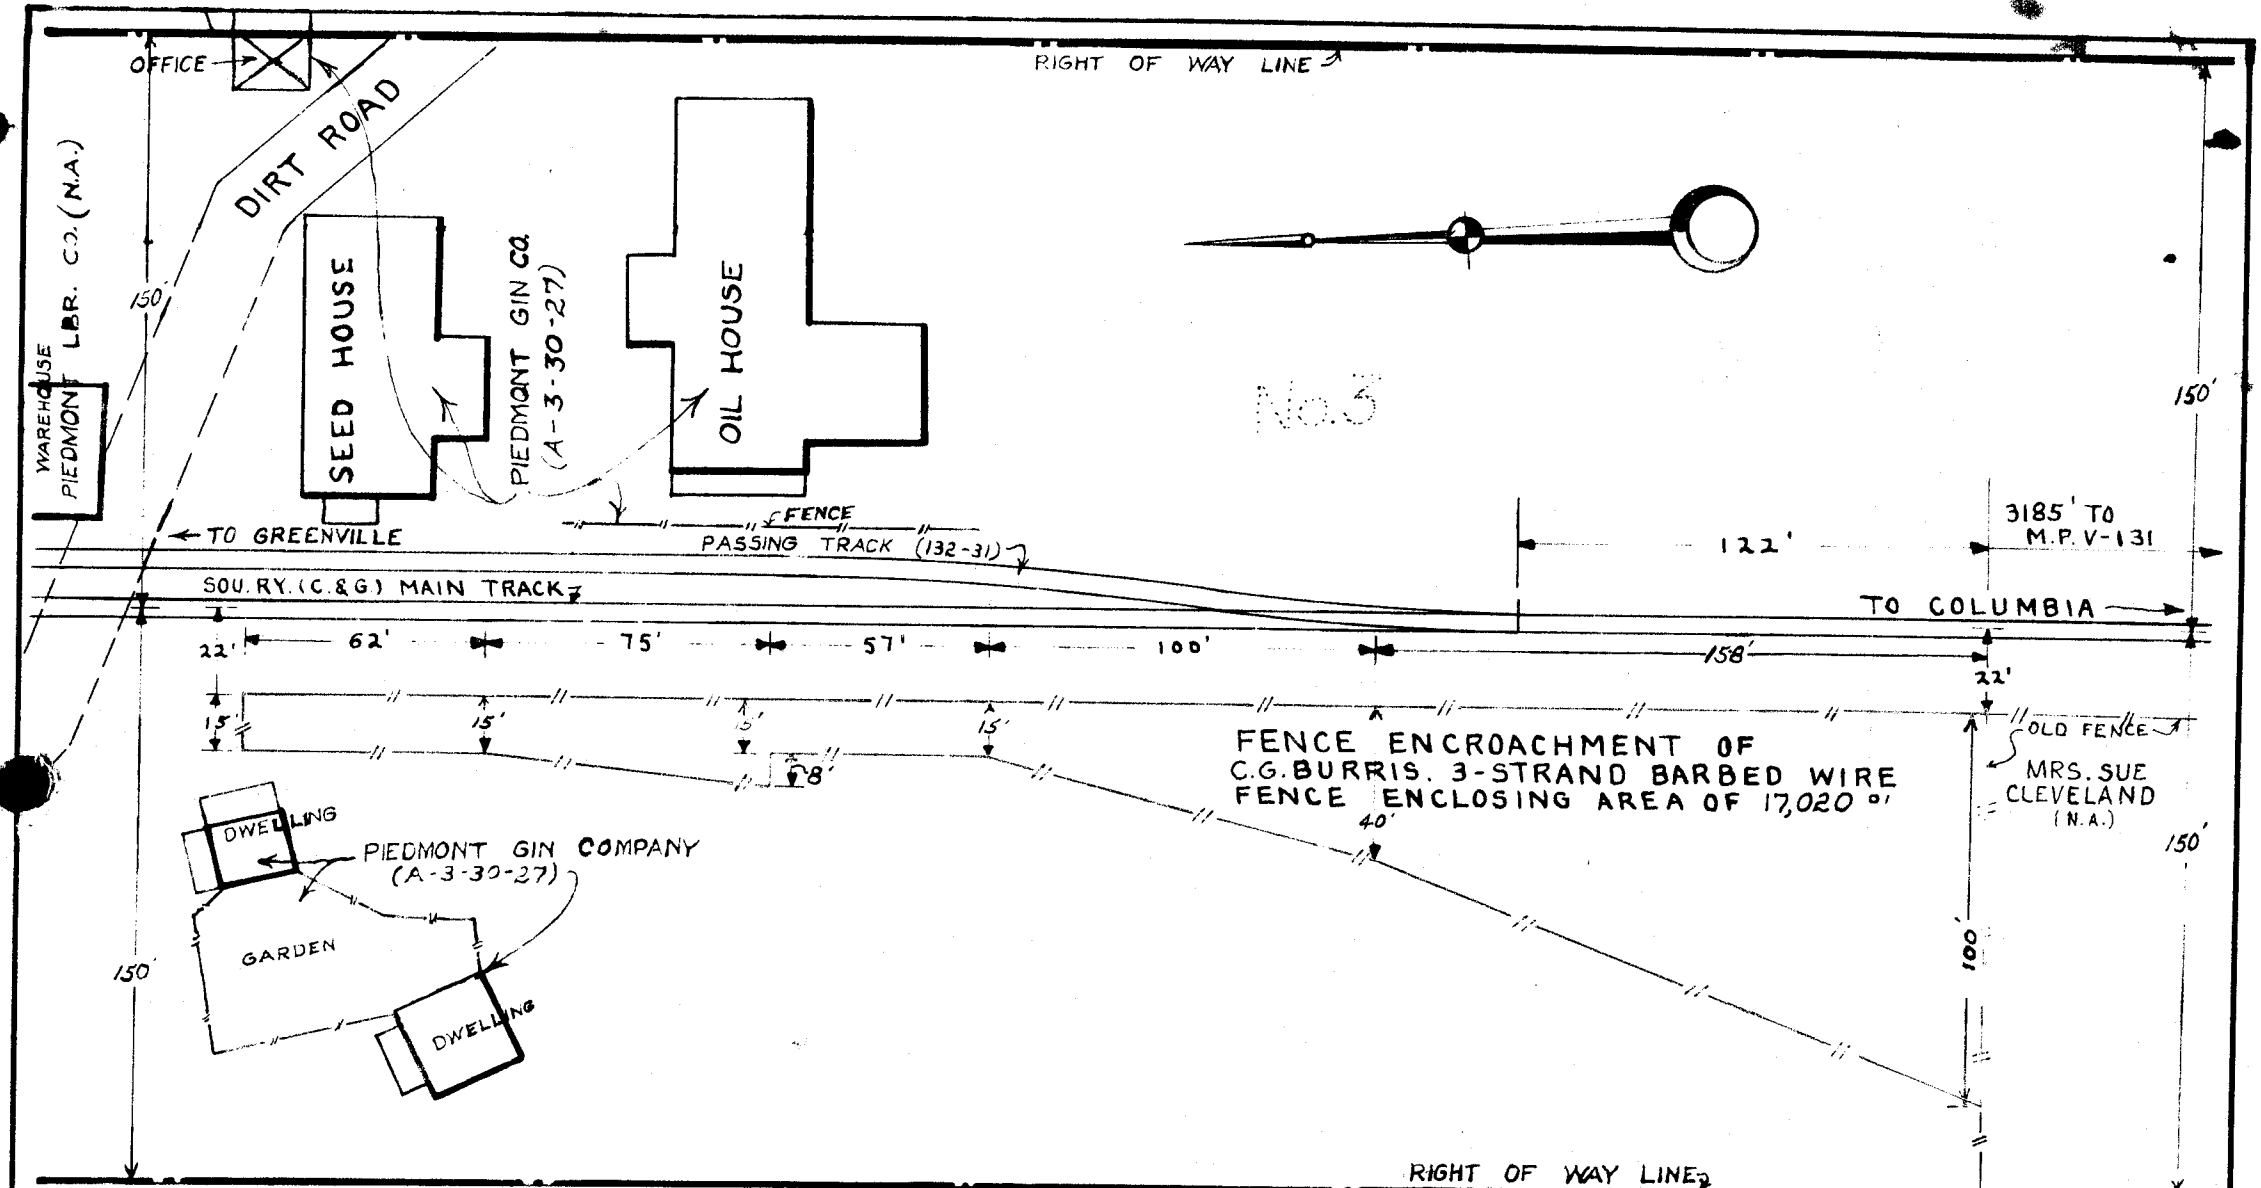 OFFICE
RIGHT OF WAY LINE
DIRT ROAD
WAREHOUSE
PIEDMONT LBR. CO. (N.A.)
150'
SEED HOUSE
PIEDMONT GIN CO.
(A-3-30-27)
OIL HOUSE
No.3
150'
FENCE
TO GREENVILLE
PASSING TRACK (132-31)
122'
3185' TO
M.P. V-131
SOU. RY. (C. & G.) MAIN TRACK
TO COLUMBIA
22'
62'
75'
57'
100'
158'
22'
15'
15'
15'
15'
8'
OLD FENCE
FENCE ENCROACHMENT OF
C.G. BURRIS. 3-STRAND BARBED WIRE
FENCE ENCLOSING AREA OF 17,020 □'
MRS. SUE
CLEVELAND
(N.A.)
40'
150'
DWELLING
PIEDMONT GIN COMPANY
(A-3-30-27)
GARDEN
100'
150'
DWELLING
RIGHT OF WAY LINE